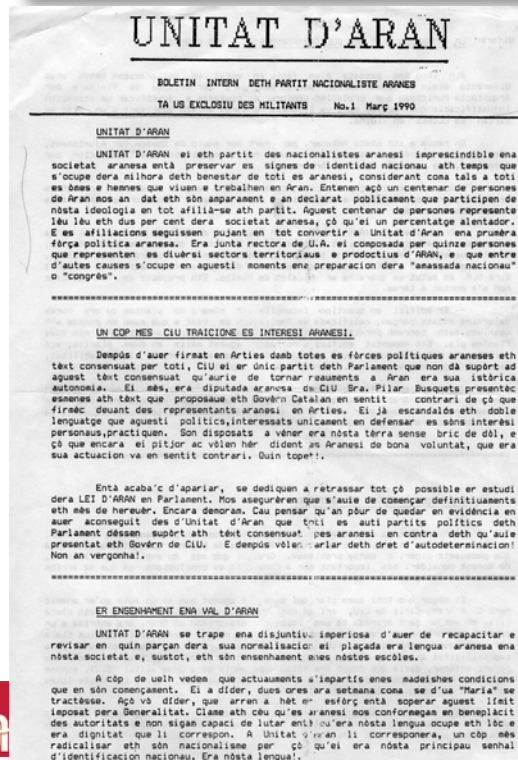 UNITAT D'ARAN
BOLETIN INTERN DETH PARTIT NACIONALISTE ARANES
TA US EXCLOSIU DES MILITANTS No.1 Març 1990
UNITAT D'ARAN
UNITAT D'ARAN ei eth partit des nacionalistes aranesi imprescindible ena
societat aranesa entà preservar es signes de identidad nacionau ath temps que
s'ocupe dera milhora deth benestar de toti es aranesi, considerant coma tals a toti
es òmes e hemnes que viuen e trebalhen en Aran. Entenen açò un centenar de persones
de Aran mos an dat eth sòn amparament e an declarat publicament que participen de
nòsta ideologia en tot afilià-se ath partit. Aguest centenar de persones represente
lèu lèu eth dus per cent dera societat aranesa, çò qu'ei un percentatge alentador.
E es afiliacions seguissen pujant en tot convertir a Unitat d'Aran ena pruméra
fòrça politica aranesa. Era junta rectora de U.A. ei composada per quinze persones
que representen es diuèrsi sectors territoriaus e prodoctius d'ARAN, e que entre
d'autes causes s'ocupe en aguesti moments ena preparacion dera "amassada nacionau"
o "congrès".
UN COP MES CiU TRAICIONE ES INTERESI ARANESI.
Dempús d'auer firmat en Arties damb totes es fòrces polítiques araneses eth
tèxt consensuat per toti, CiU ei er únic partit deth Parlament que non dà supòrt ad
aguest tèxt consensuat qu'aurie de tornar reaument a Aran era sua istòrica
autonomia. Ei mès, era diputada aranesa de CiU Sra. Pilar Busquets presentèc
esmenes ath tèxt que proposaue eth Govèrn Catalan en sentit contrari de çò que
firmèc deuant des representants aranesi en Arties. Ei jà escandalós eth doble
lenguatge que aguesti politics,interessats unicament en defensar es sòns interèsi
personaus,practiquen. Son disposats a véner era nòsta tèrra sense bric de dòl, e
çò que encara ei pitjor ac vòlen hèr dident as Aranesi de bona voluntat, que era
sua actuacion va en sentit contrari. Quin tope!!.
Entà acaba'c d'apariar, se dediquen a retrassar tot çò possible er estudi
dera LEI D'ARAN en Parlament. Mos asegurèren que s'auie de començar definitiuaments
eth mès de hereuèr. Encara demoram. Cau pensar qu'an pòur de quedar en evidència en
auer aconseguit des d'Unitat d'Aran que toti es auti partits polítics deth
Parlament déssen supòrt ath tèxt consensuat pes aranesi en contra deth qu'auie
presentat eth Govèrn de CiU. E dempús vòlen parlar deth dret d'autodeterminacion!
Non an vergonha!.
ER ENSENHAMENT ENA VAL D'ARAN
UNITAT D'ARAN se trape ena disjuntiva imperiosa d'auer de recapacitar e
revisar en quin parçan dera sua normalisacion ei plaçada era lengua aranesa ena
nòsta societat e, sustot, eth sòn ensenhament enes nòstes escòles.
A còp de uelh vedem que actuauments s'impartís enes madeishes condicions
que en sòn començament. Ei a díder, dues ores ara setmana coma se d'ua "Maria" se
tractèsse. Açò vò díder, que arren a hèt er esfòrç entà soperar aguest límit
imposat pera Generalitat. Clame ath cèu qu'es aranesi mos conformegam en beneplàcit
des autoritats e non sigan capaci de lutar entà qu'era nòsta lengua ocupe eth lòc e
era dignitat que li correspon. A Unitat d'Aran li corresponerà, un còp mès
radicalisar eth sòn nacionalisme per çò qu'ei era nòsta principau senhal
d'identificacion nacionau. Era nòsta lengua!.